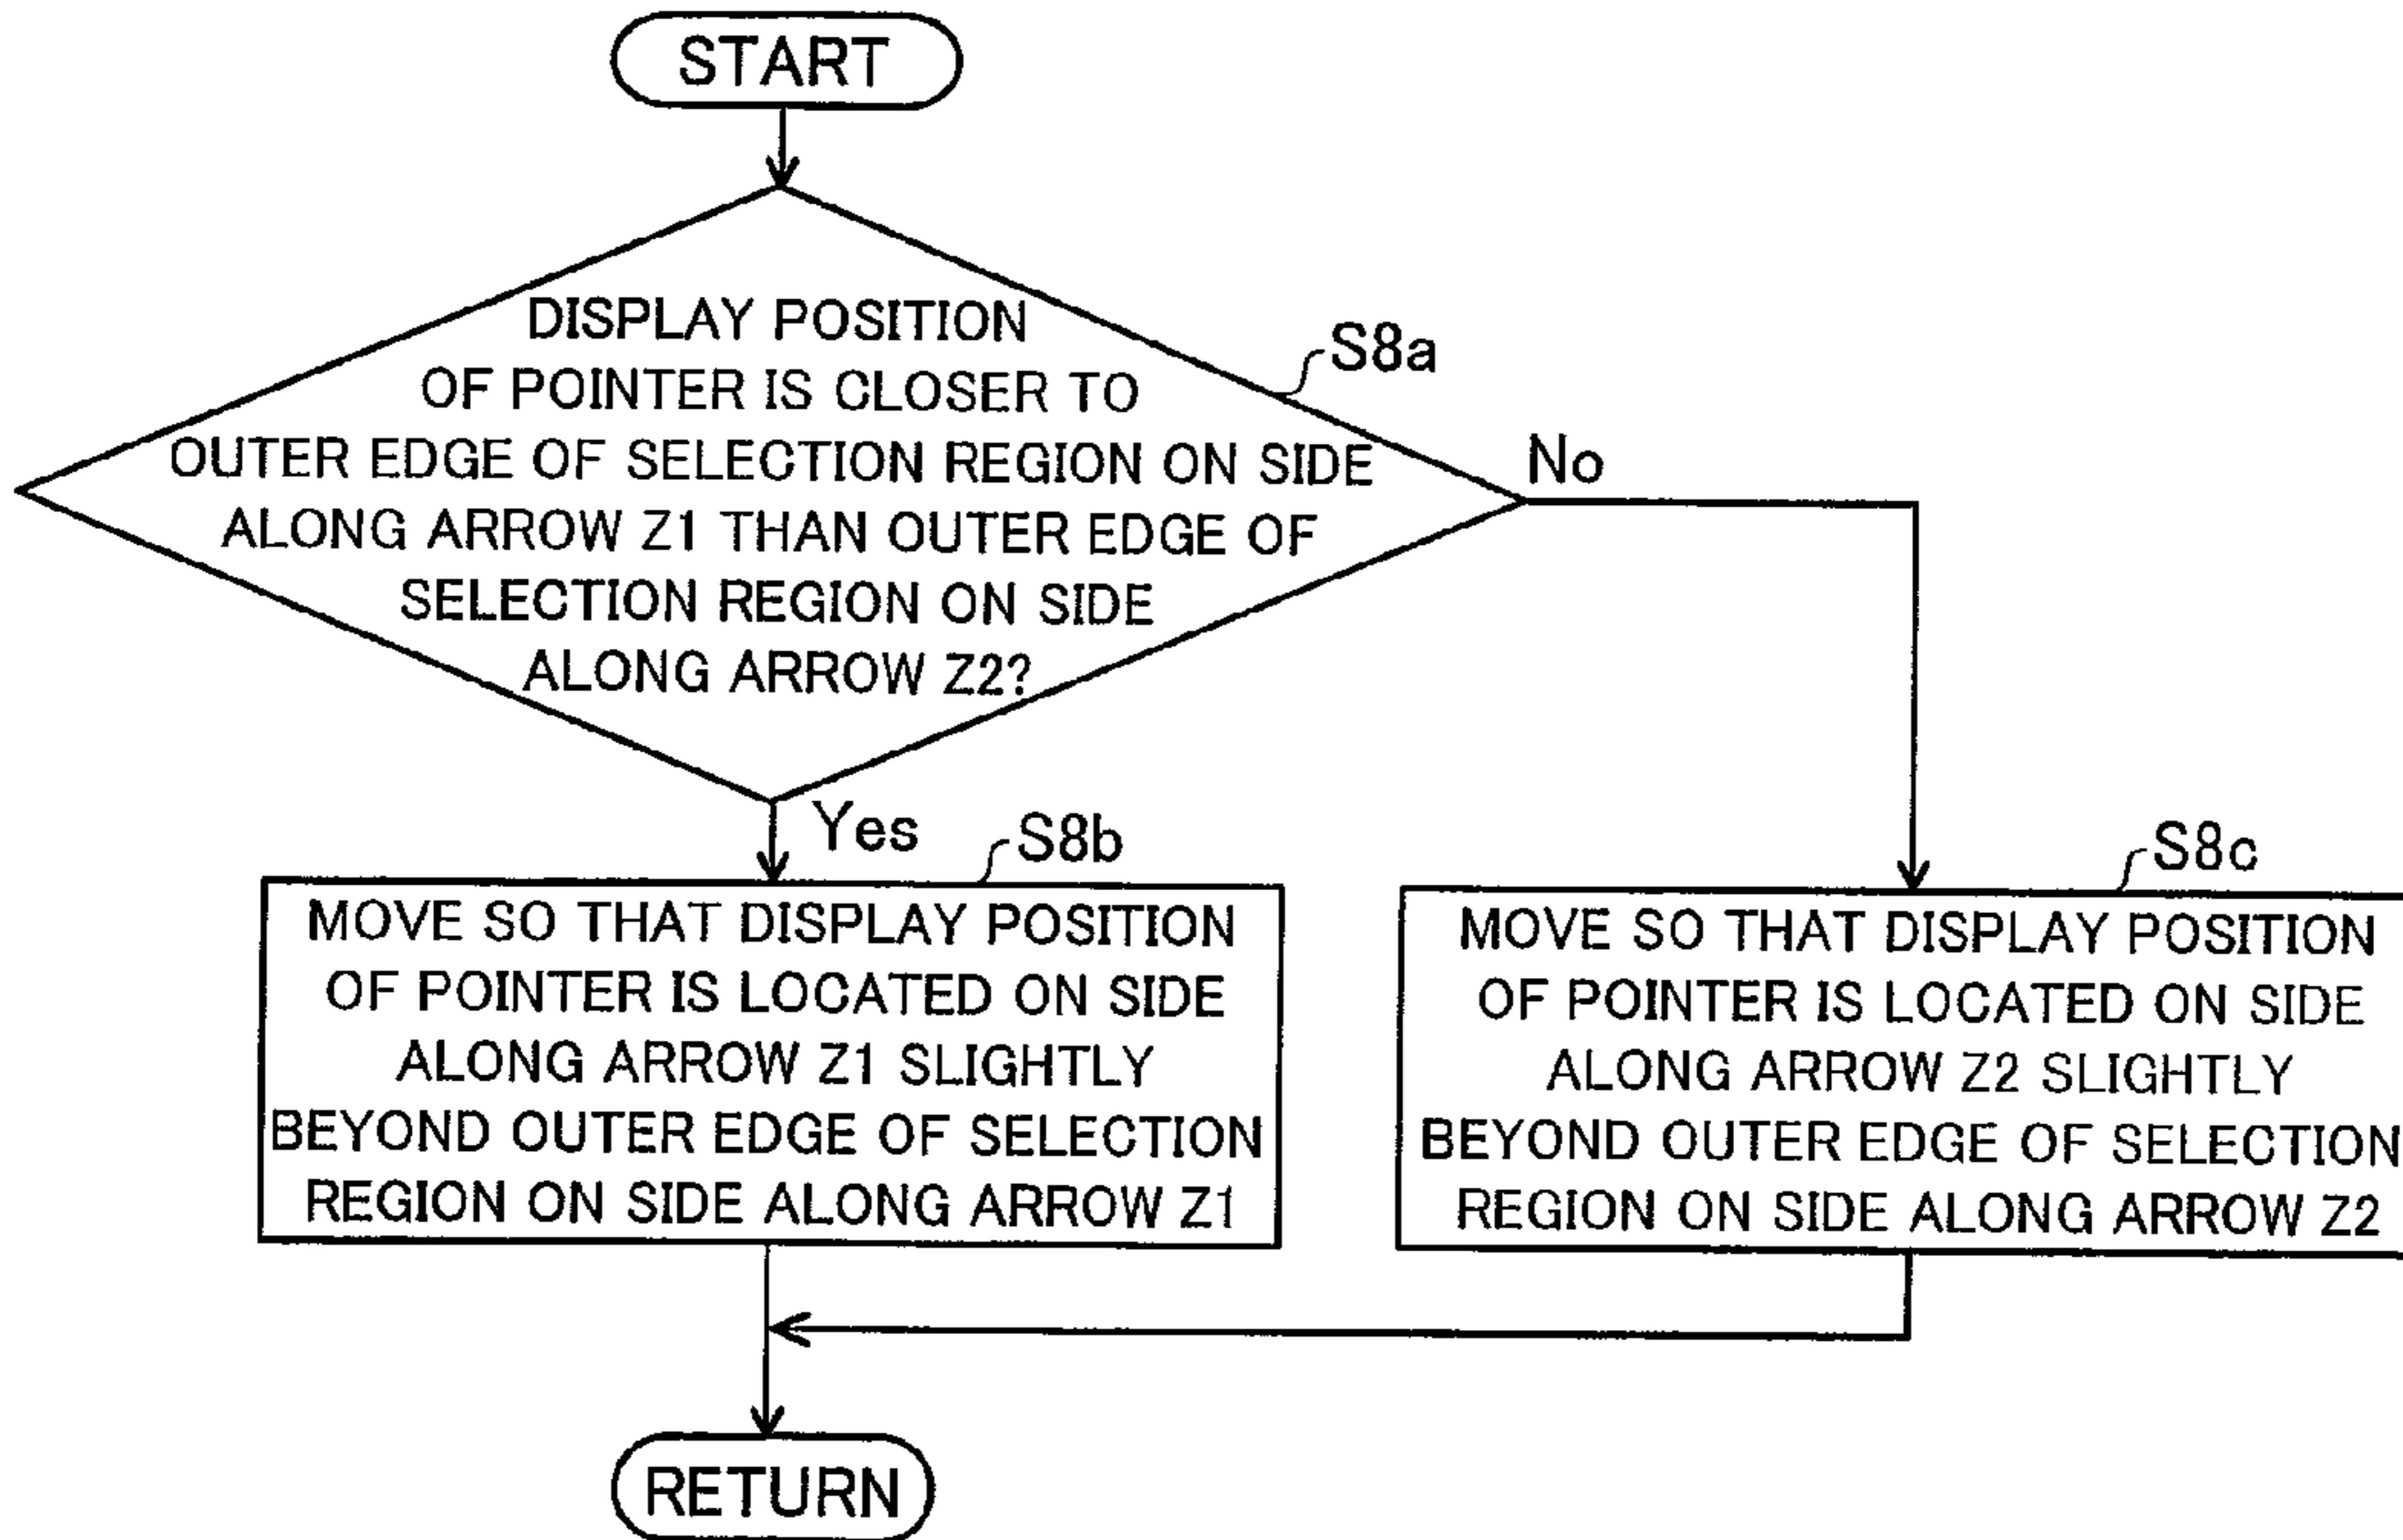 START
DISPLAY POSITION
OF POINTER IS CLOSER TO
OUTER EDGE OF SELECTION REGION ON SIDE
ALONG ARROW Z1 THAN OUTER EDGE OF
SELECTION REGION ON SIDE
ALONG ARROW Z2?
S8a
No
Yes
S8b
MOVE SO THAT DISPLAY POSITION
OF POINTER IS LOCATED ON SIDE
ALONG ARROW Z1 SLIGHTLY
BEYOND OUTER EDGE OF SELECTION
REGION ON SIDE ALONG ARROW Z1
S8c
MOVE SO THAT DISPLAY POSITION
OF POINTER IS LOCATED ON SIDE
ALONG ARROW Z2 SLIGHTLY
BEYOND OUTER EDGE OF SELECTION
REGION ON SIDE ALONG ARROW Z2
RETURN